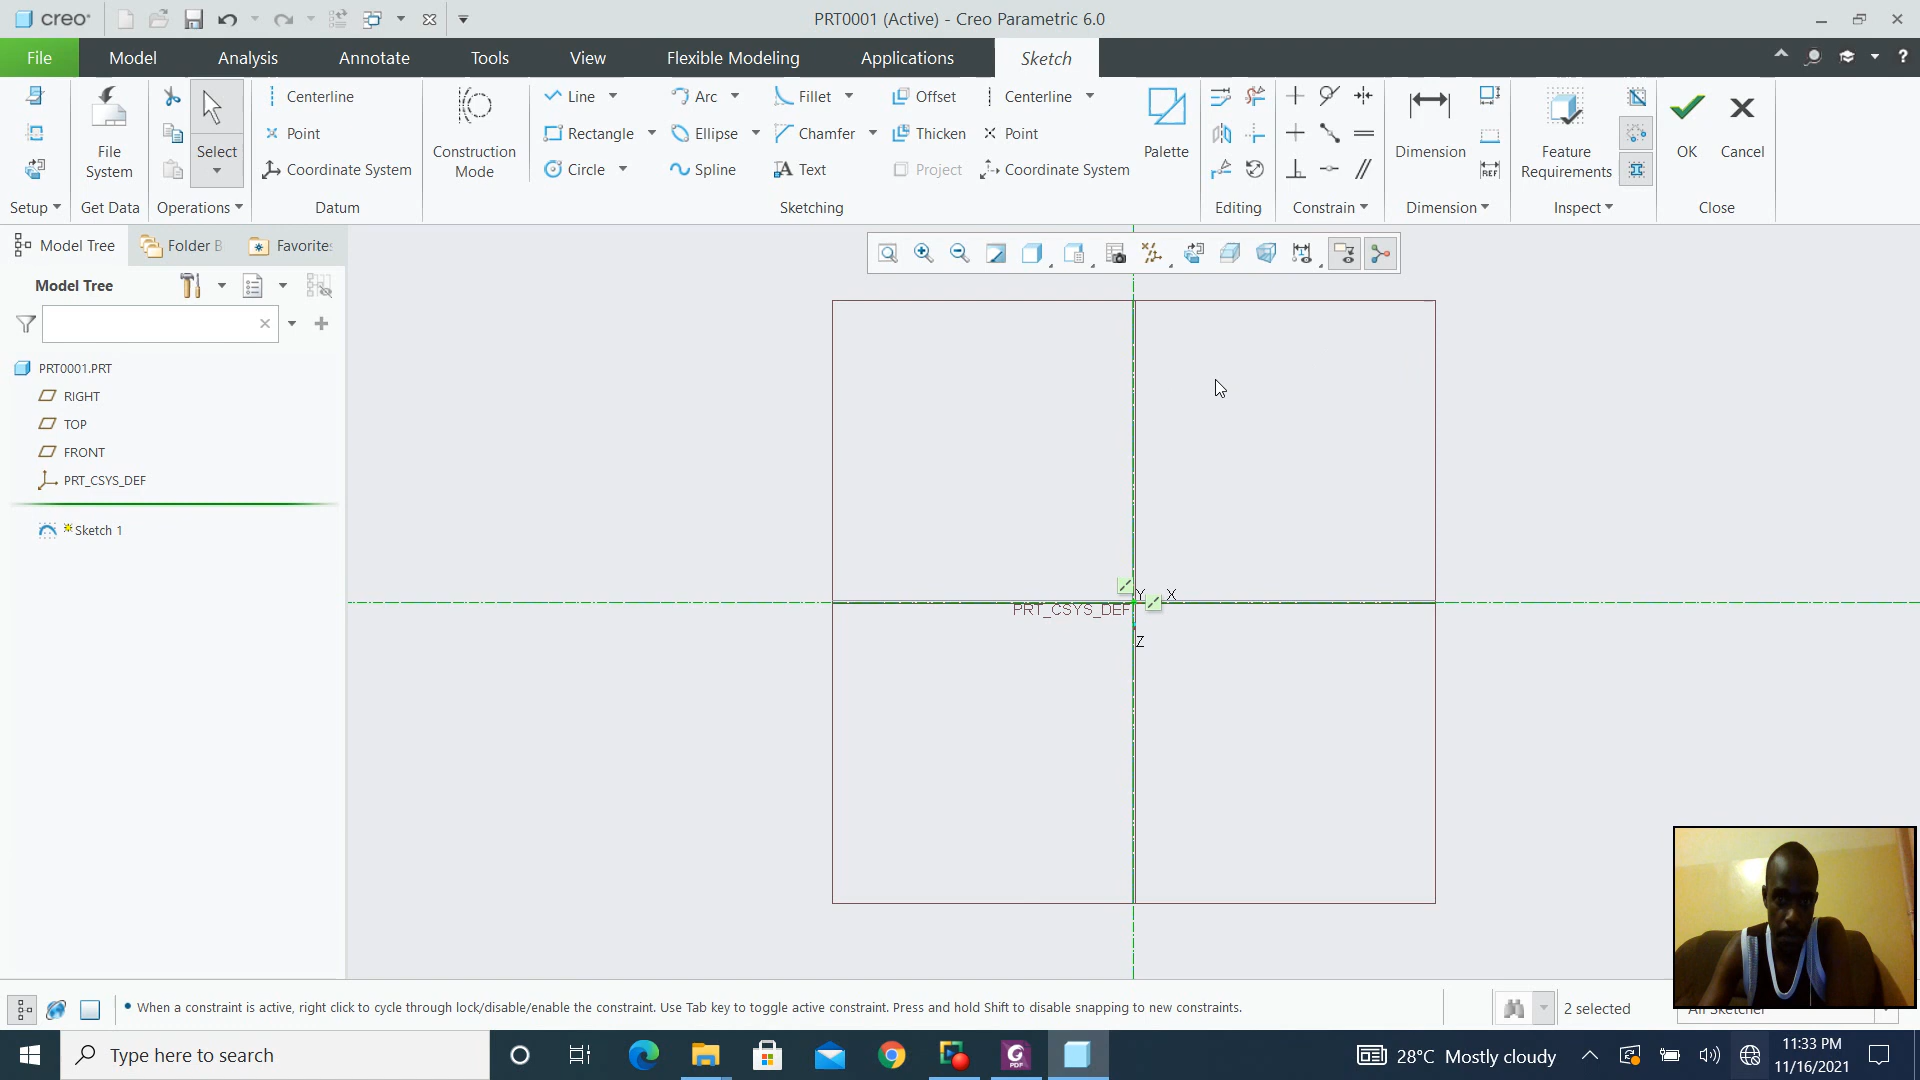 creo
PRT0001 (Active) - Creo Parametric 6.0
File Model Analysis Annotate Tools View Flexible Modeling Applications Sketch
Centerline Line Arc Fillet Offset Centerline
Point Rectangle Ellipse Chamfer Thicken Point
Coordinate System Circle Spline Text Project Coordinate System
File System
Select
Construction Mode
Palette
Dimension
Feature Requirements
OK
Cancel
Setup Get Data Operations Datum Sketching Editing Constrain Dimension Inspect Close
REF
Model Tree Folder B Favorite
Model Tree
PRT0001.PRT
RIGHT
TOP
FRONT
PRT_CSYS_DEF
Sketch 1
Y X
PRT_CSYS_DEF
Z
When a constraint is active, right click to cycle through lock/disable/enable the constraint. Use Tab key to toggle active constraint. Press and hold Shift to disable snapping to new constraints.
2 selected
All Sketcher
Type here to search
PDF
28°C Mostly cloudy
11:33 PM
11/16/2021